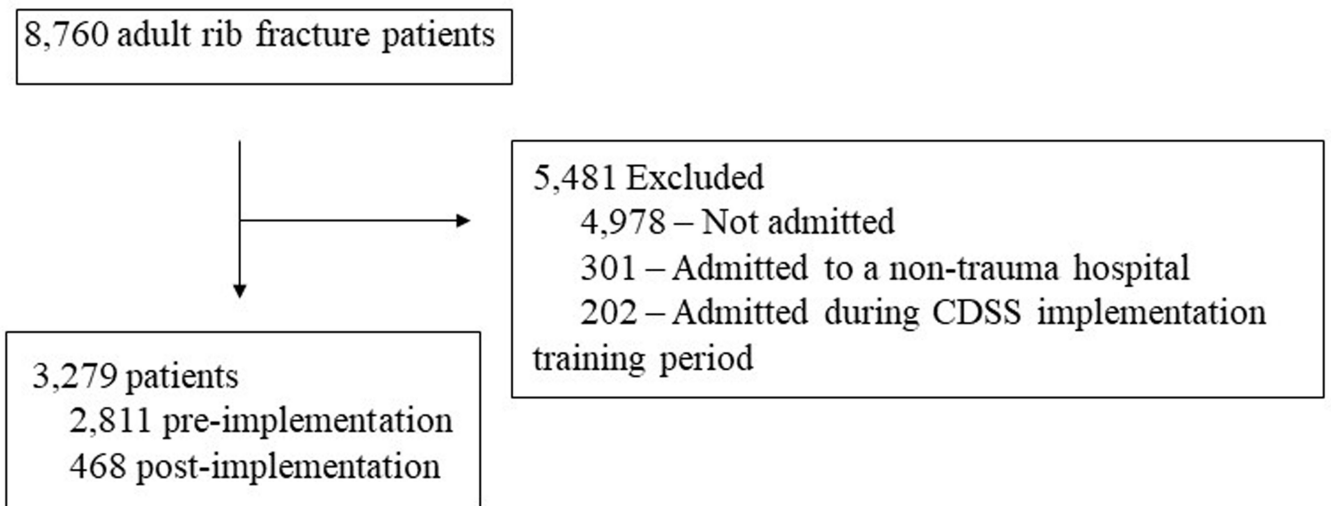 8,760 adult rib fracture patients
5,481 Excluded
4,978 – Not admitted
301 – Admitted to a non-trauma hospital
202 – Admitted during CDSS implementation
training period
3,279 patients
2,811 pre-implementation
468 post-implementation